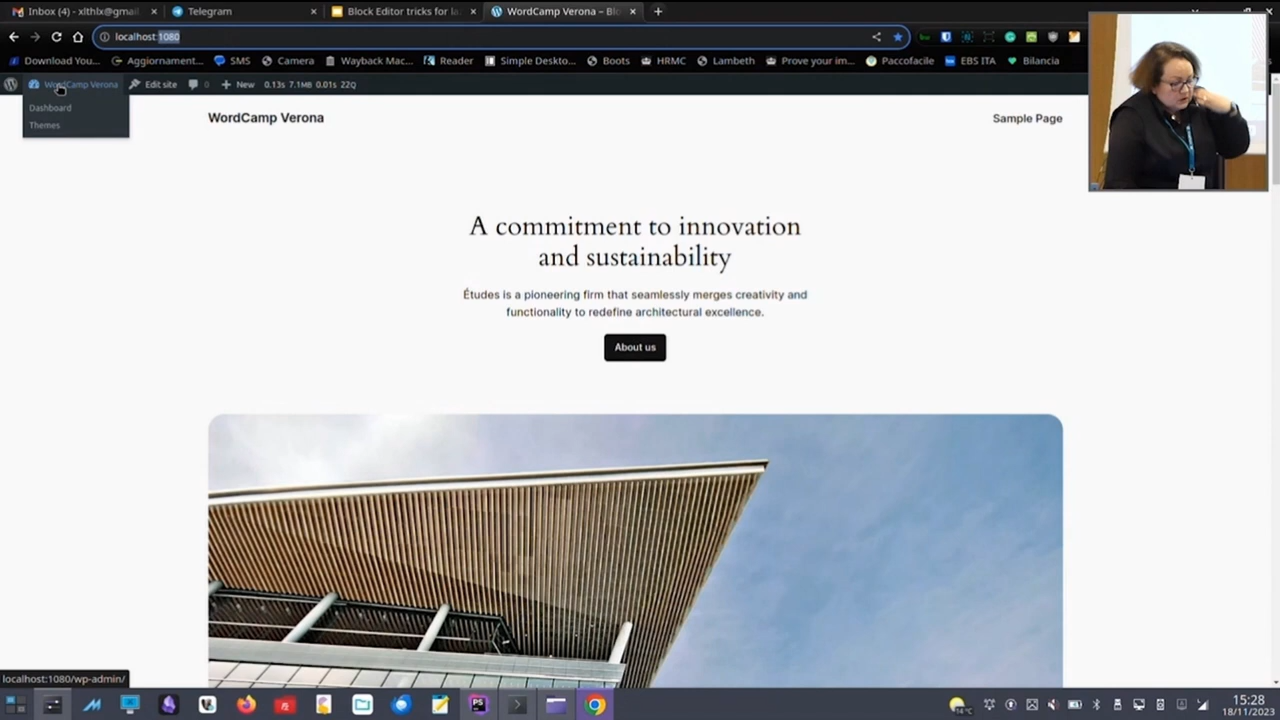 Inbox (4) - xlthlx@gmail
Telegram
Block Editor tricks for la
WordCamp Verona – Blo
localhost:1080
Download You...
Aggiornament...
SMS
Camera
Wayback Mac...
Reader
Simple Deskto...
Boots
HRMC
Lambeth
Prove your im...
Paccofacile
EBS ITA
Bilancia
WordCamp Verona
Edit site
0
New
0.13s 7.1MB 0.01s 22Q
Dashboard
Themes
WordCamp Verona
Sample Page
A commitment to innovation
and sustainability
Études is a pioneering firm that seamlessly merges creativity and
functionality to redefine architectural excellence.
About us
localhost:1080/wp-admin/
PS
15:28
18/11/2023